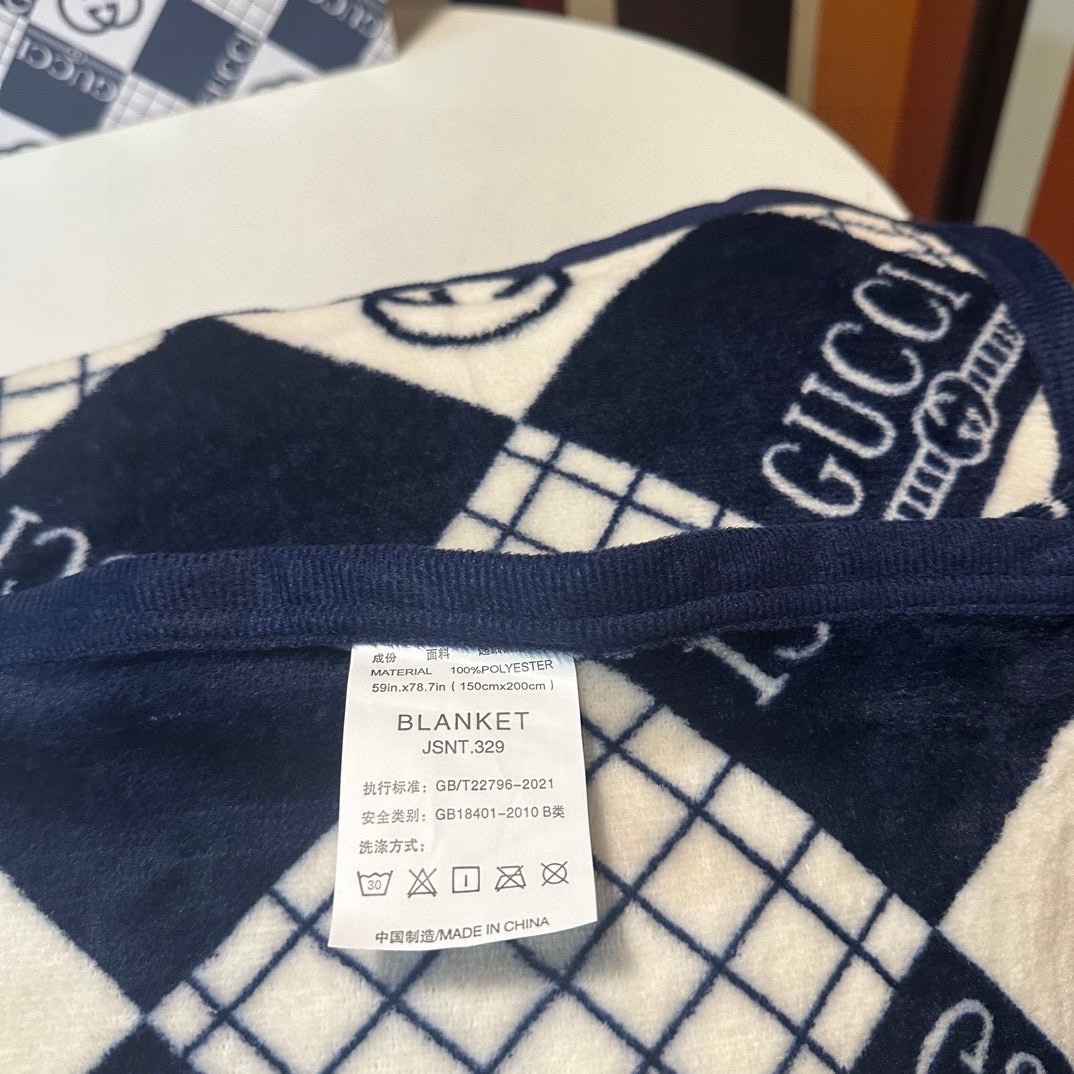 GUCCI
GUCCI
GUCCI
成份 面料
MATERIAL 100%POLYESTER
59in.x78.7in ( 150cmx200cm )
BLANKET
JSNT.329
执行标准: GB/T22796-2021
安全类别: GB18401-2010 B类
洗涤方式:
30
中国制造/MADE IN CHINA